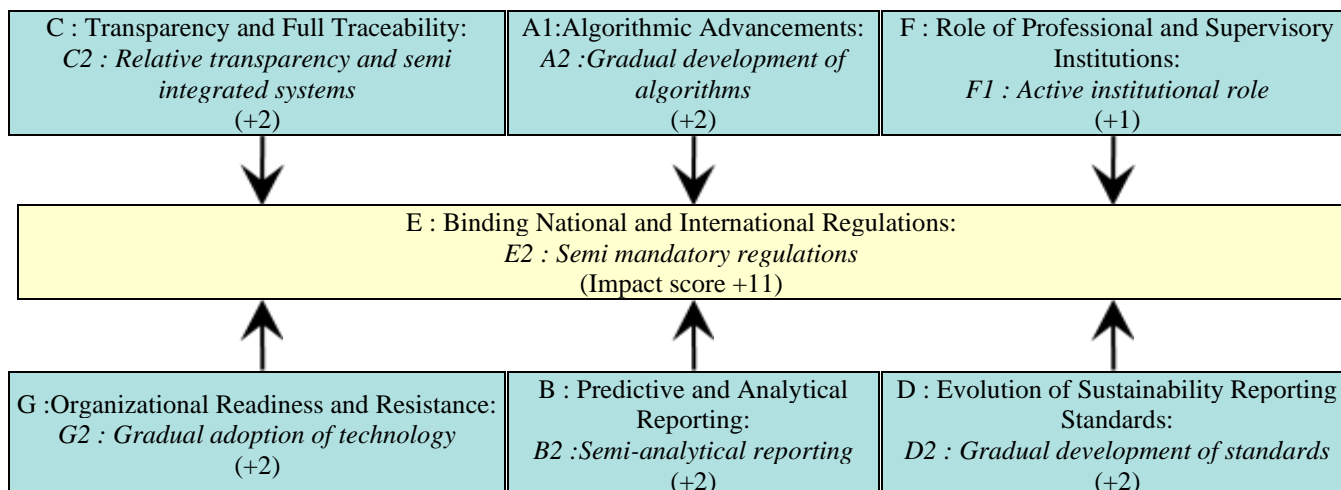 C : Transparency and Full Traceability:
C2 : Relative transparency and semi
integrated systems
(+2)
A1:Algorithmic Advancements:
A2 :Gradual development of
algorithms
(+2)
F : Role of Professional and Supervisory
Institutions:
F1 : Active institutional role
(+1)
E : Binding National and International Regulations:
E2 : Semi mandatory regulations
(Impact score +11)
G :Organizational Readiness and Resistance:
G2 : Gradual adoption of technology
(+2)
B : Predictive and Analytical
Reporting:
B2 :Semi-analytical reporting
(+2)
D : Evolution of Sustainability Reporting
Standards:
D2 : Gradual development of standards
(+2)